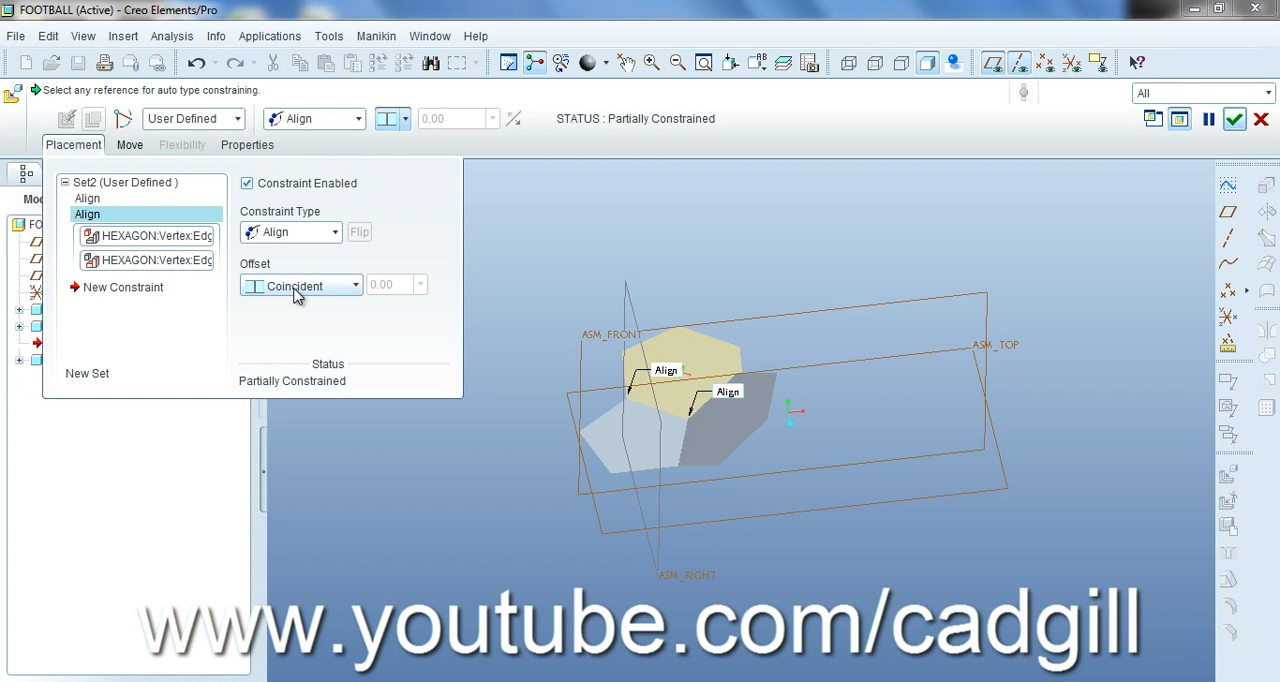 FOOTBALL (Active) - Creo Elements/Pro
File Edit View Insert Analysis Info Applications Tools Manikin Window Help
Select any reference for auto type constraining.
All
User Defined Align 0.00 STATUS : Partially Constrained
Placement Move Flexibility Properties
Set2 (User Defined )
Align
Align
HEXAGON:Vertex:Edg
HEXAGON:Vertex:Edg
New Constraint
New Set
Constraint Enabled
Constraint Type
Align Flip
Offset
Coincident 0.00
Status
Partially Constrained
Mo
FO
ASM_FRONT
ASM_TOP
Align
Align
ASM_RIGHT
www.youtube.com/cadgill